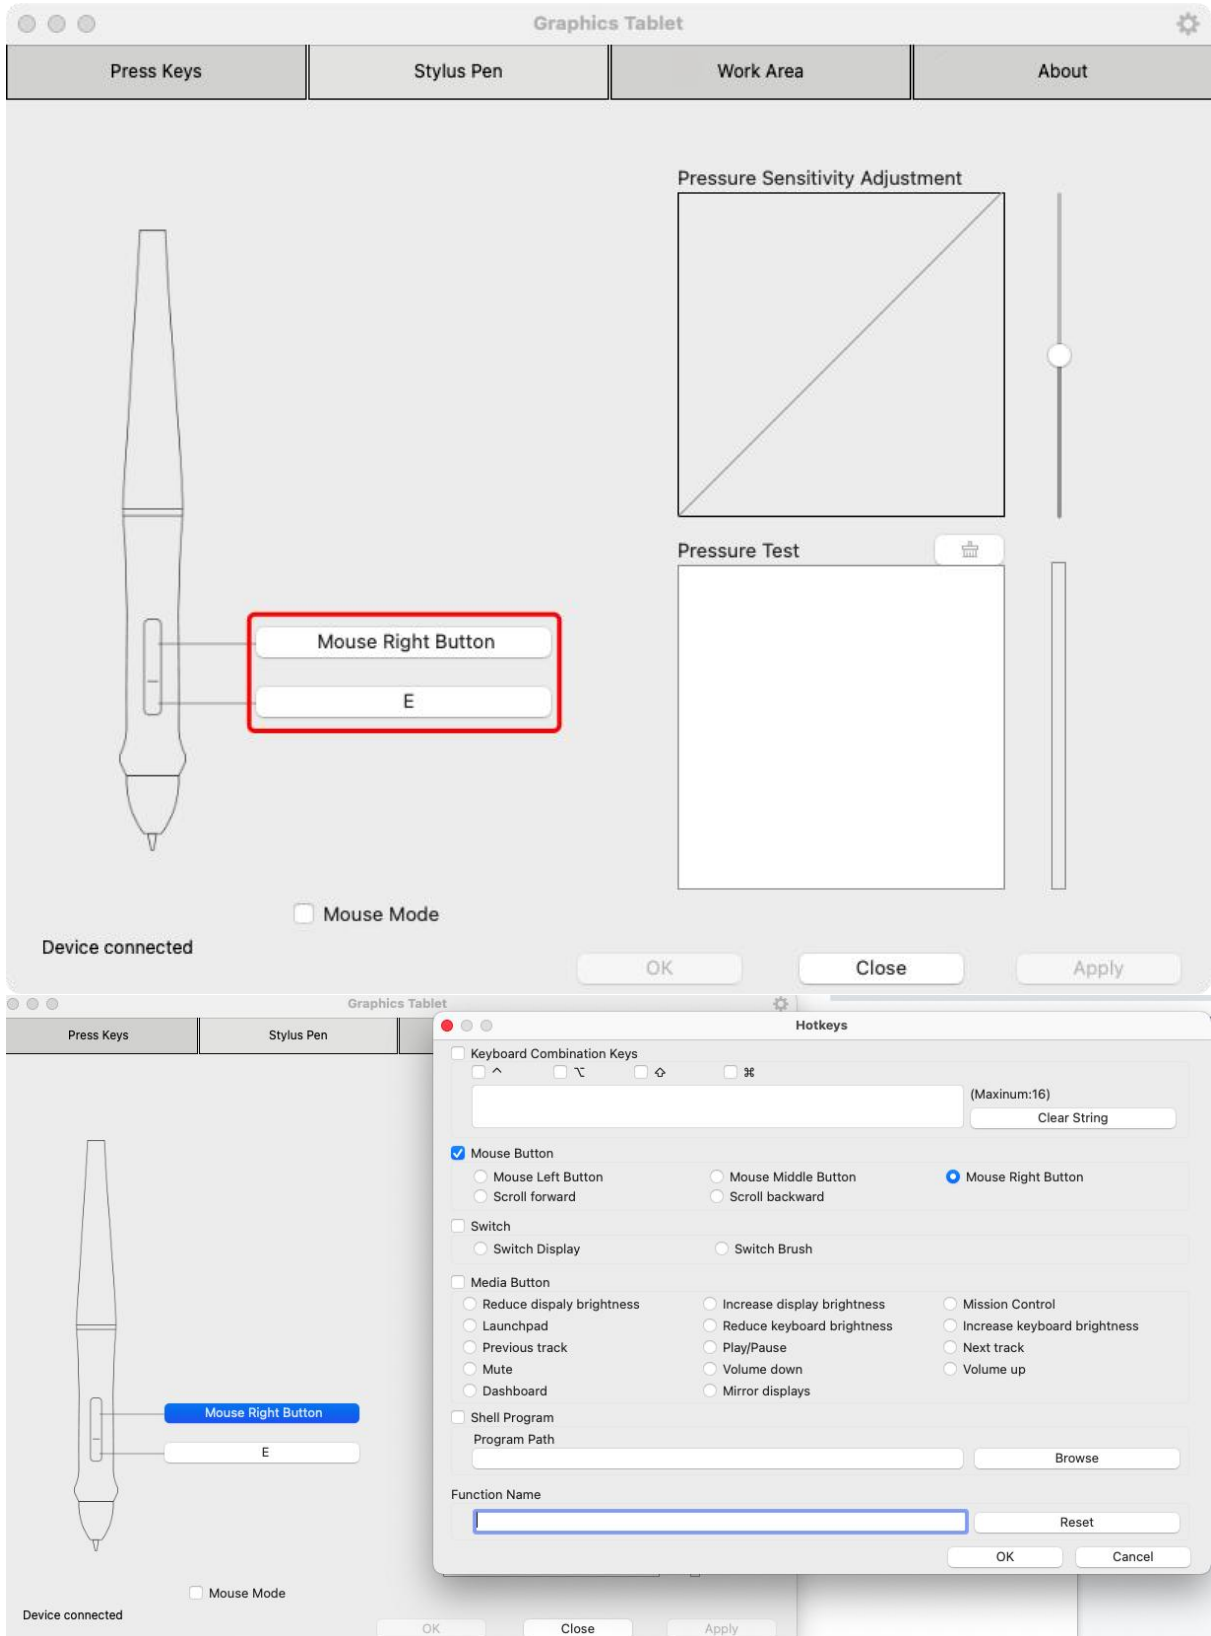 Graphics Tablet
Press Keys
Stylus Pen
Work Area
About
Pressure Sensitivity Adjustment
Pressure Test
Mouse Right Button
E
Mouse Mode
Device connected
OK
Close
Apply
Graphics Tablet
Press Keys
Stylus Pen
Mouse Right Button
E
Mouse Mode
Device connected
OK
Close
Apply
Hotkeys
Keyboard Combination Keys
^ ⌥ ⇧ ⌘
(Maxinum:16)
Clear String
Mouse Button
Mouse Left Button
Mouse Middle Button
Mouse Right Button
Scroll forward
Scroll backward
Switch
Switch Display
Switch Brush
Media Button
Reduce dispaly brightness
Increase display brightness
Mission Control
Launchpad
Reduce keyboard brightness
Increase keyboard brightness
Previous track
Play/Pause
Next track
Mute
Volume down
Volume up
Dashboard
Mirror displays
Shell Program
Program Path
Browse
Function Name
Reset
OK
Cancel